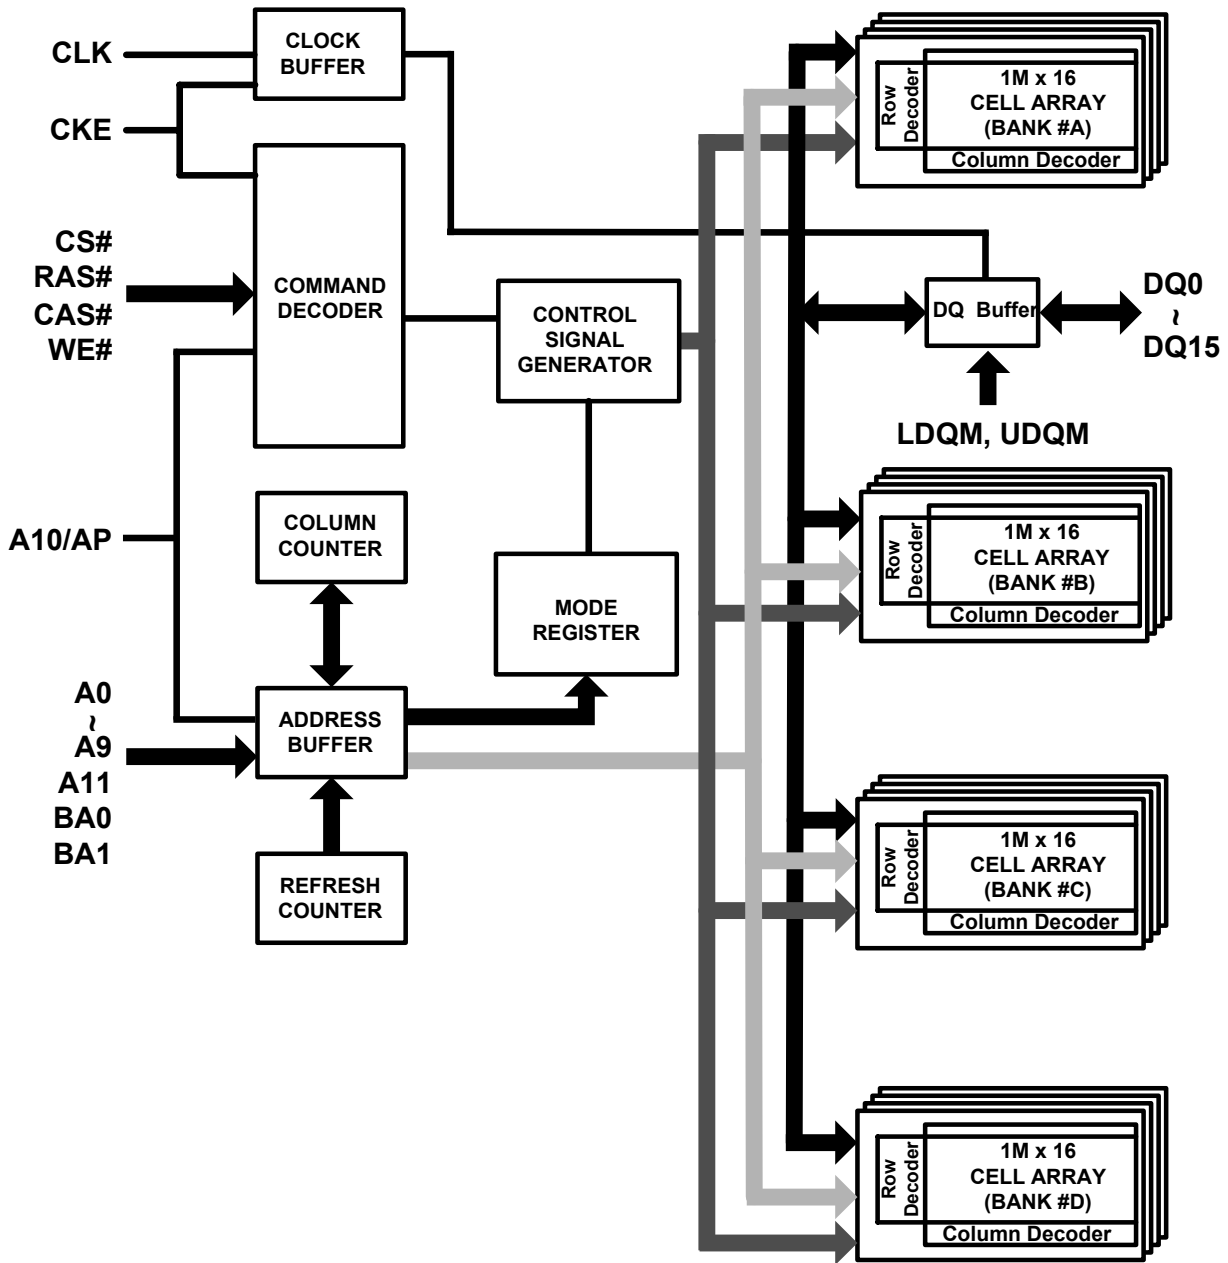 CLK
CKE
CS#
RAS#
CAS#
WE#
A10/AP
A0
~
A9
A11
BA0
BA1
CLOCK
BUFFER
COMMAND
DECODER
COLUMN
COUNTER
ADDRESS
BUFFER
REFRESH
COUNTER
CONTROL
SIGNAL
GENERATOR
MODE
REGISTER
Row
Decoder
1M x 16
CELL ARRAY
(BANK #A)
Column Decoder
DQ Buffer
DQ0
~
DQ15
LDQM, UDQM
Row
Decoder
1M x 16
CELL ARRAY
(BANK #B)
Column Decoder
Row
Decoder
1M x 16
CELL ARRAY
(BANK #C)
Column Decoder
Row
Decoder
1M x 16
CELL ARRAY
(BANK #D)
Column Decoder